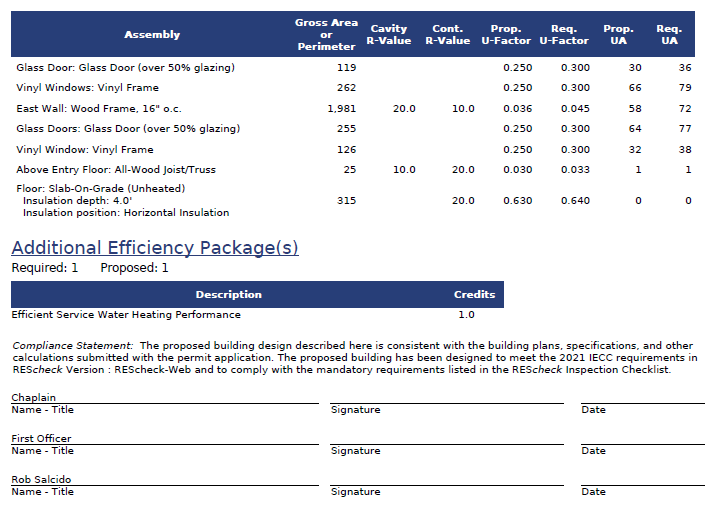 Assembly Gross Area or Perimeter Cavity R-Value Cont. R-Value Prop. U-Factor Req. U-Factor Prop. UA Req. UA
Glass Door: Glass Door (over 50% glazing) 119 0.250 0.300 30 36
Vinyl Windows: Vinyl Frame 262 0.250 0.300 66 79
East Wall: Wood Frame, 16" o.c. 1,981 20.0 10.0 0.036 0.045 58 72
Glass Doors: Glass Door (over 50% glazing) 255 0.250 0.300 64 77
Vinyl Window: Vinyl Frame 126 0.250 0.300 32 38
Above Entry Floor: All-Wood Joist/Truss 25 10.0 20.0 0.030 0.033 1 1
Floor: Slab-On-Grade (Unheated)
Insulation depth: 4.0' 315 20.0 0.630 0.640 0 0
Insulation position: Horizontal Insulation
Additional Efficiency Package(s)
Required: 1 Proposed: 1
Description Credits
Efficient Service Water Heating Performance 1.0
Compliance Statement: The proposed building design described here is consistent with the building plans, specifications, and other
calculations submitted with the permit application. The proposed building has been designed to meet the 2021 IECC requirements in
REScheck Version : REScheck-Web and to comply with the mandatory requirements listed in the REScheck Inspection Checklist.
Chaplain
Name - Title Signature Date
First Officer
Name - Title Signature Date
Rob Salcido
Name - Title Signature Date